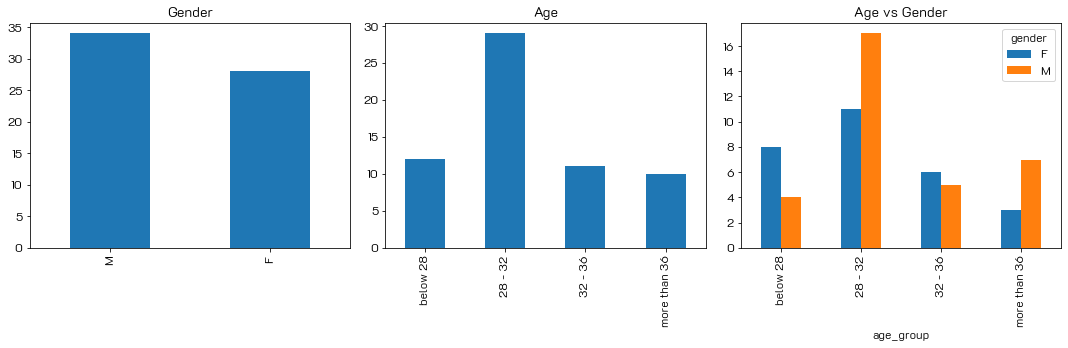 Gender
35
30
25
20
15
10
5
0
M
F
Age
30
25
20
15
10
5
0
below 28
28 - 32
32 - 36
more than 36
Age vs Gender
16
14
12
10
8
6
4
2
0
gender
F
M
below 28
28 - 32
32 - 36
more than 36
age_group